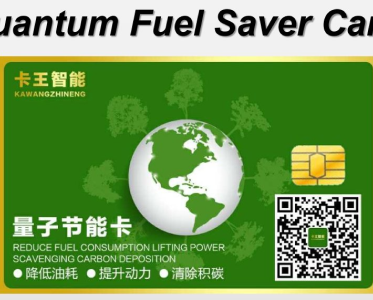 uantum Fuel Saver Car
卡王智能
KAWANGZHINENG
量子节能卡
REDUCE FUEL CONSUMPTION LIFTING POWER
SCAVENGING CARBON DEPOSITION
●降低油耗 ●提升动力 ●清除积碳